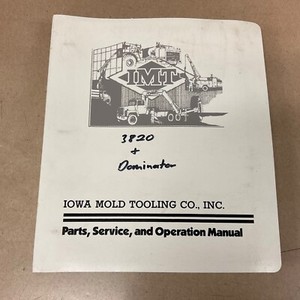 IMT
3820
+
Dominator
IOWA MOLD TOOLING CO., INC.
Parts, Service, and Operation Manual